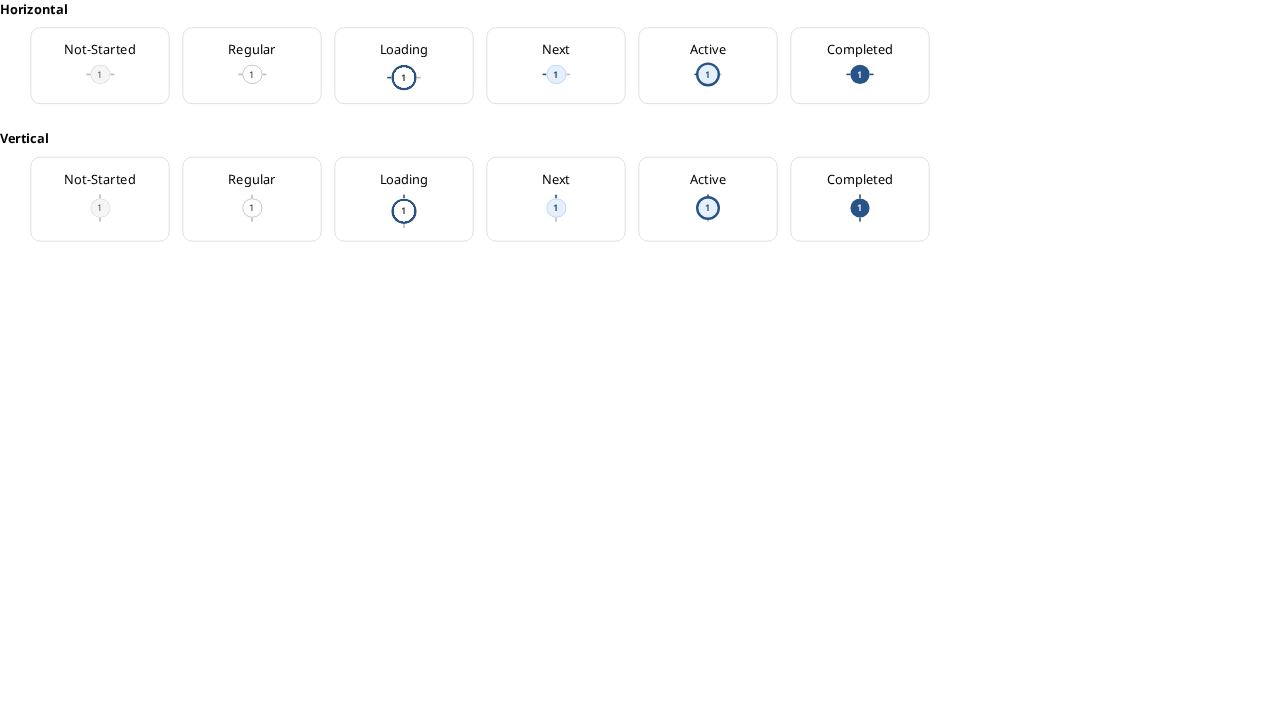 Horizontal
Not-Started Regular Loading Next Active Completed
1 1 1 1 1 1
Vertical
Not-Started Regular Loading Next Active Completed
1 1 1 1 1 1